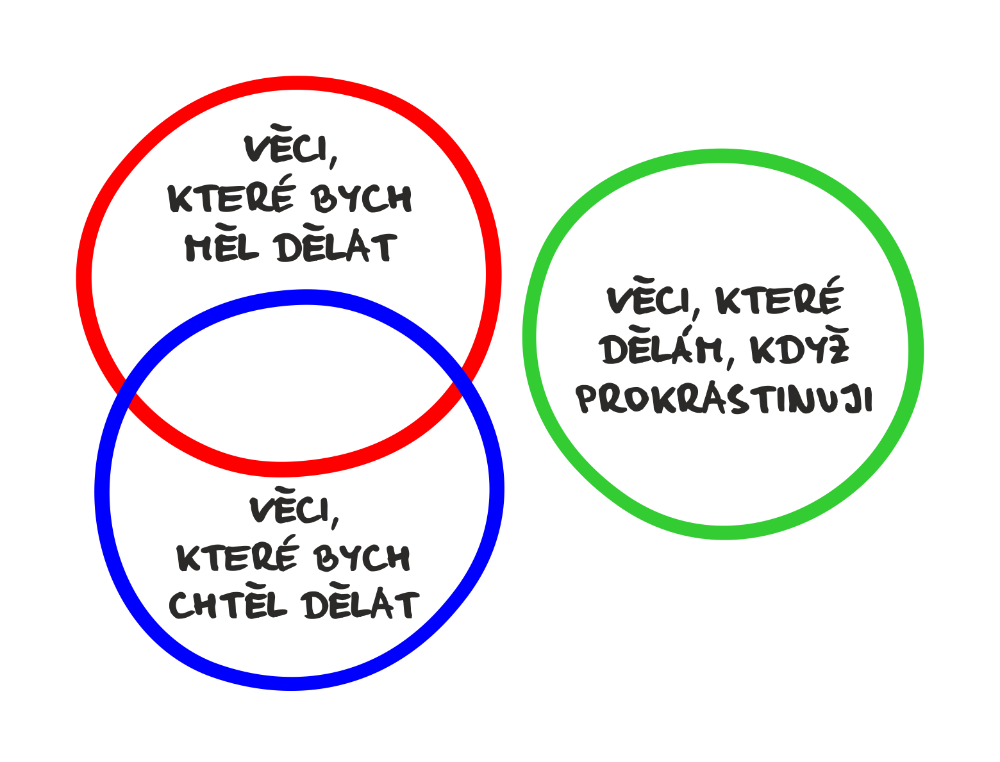 VĚCI,
KTERÉ BYCH
MĚL DĚLAT
VĚCI, KTERÉ
DĚLÁM, KDYŽ
PROKRASTINUJI
VĚCI,
KTERÉ BYCH
CHTĚL DĚLAT